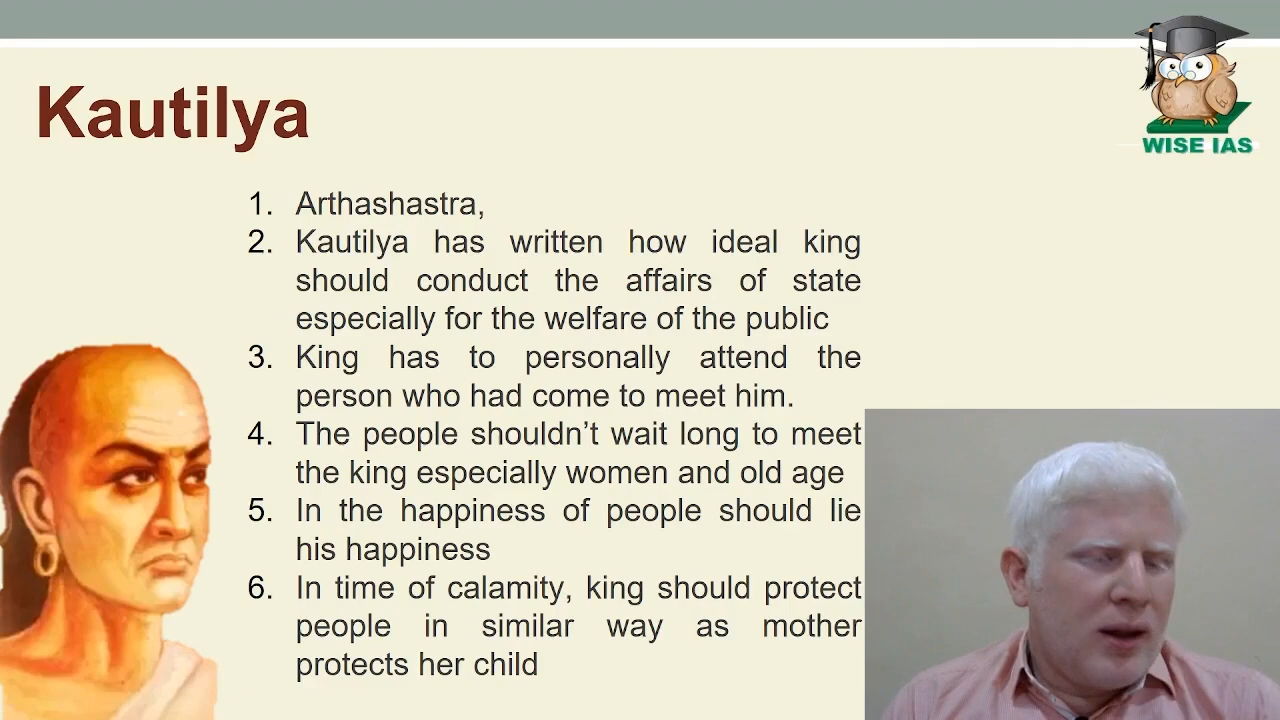 Kautilya
WISE IAS
1. Arthashastra,
2. Kautilya has written how ideal king
should conduct the affairs of state
especially for the welfare of the public
3. King has to personally attend the
person who had come to meet him.
4. The people shouldn’t wait long to meet
the king especially women and old age
5. In the happiness of people should lie
his happiness
6. In time of calamity, king should protect
people in similar way as mother
protects her child